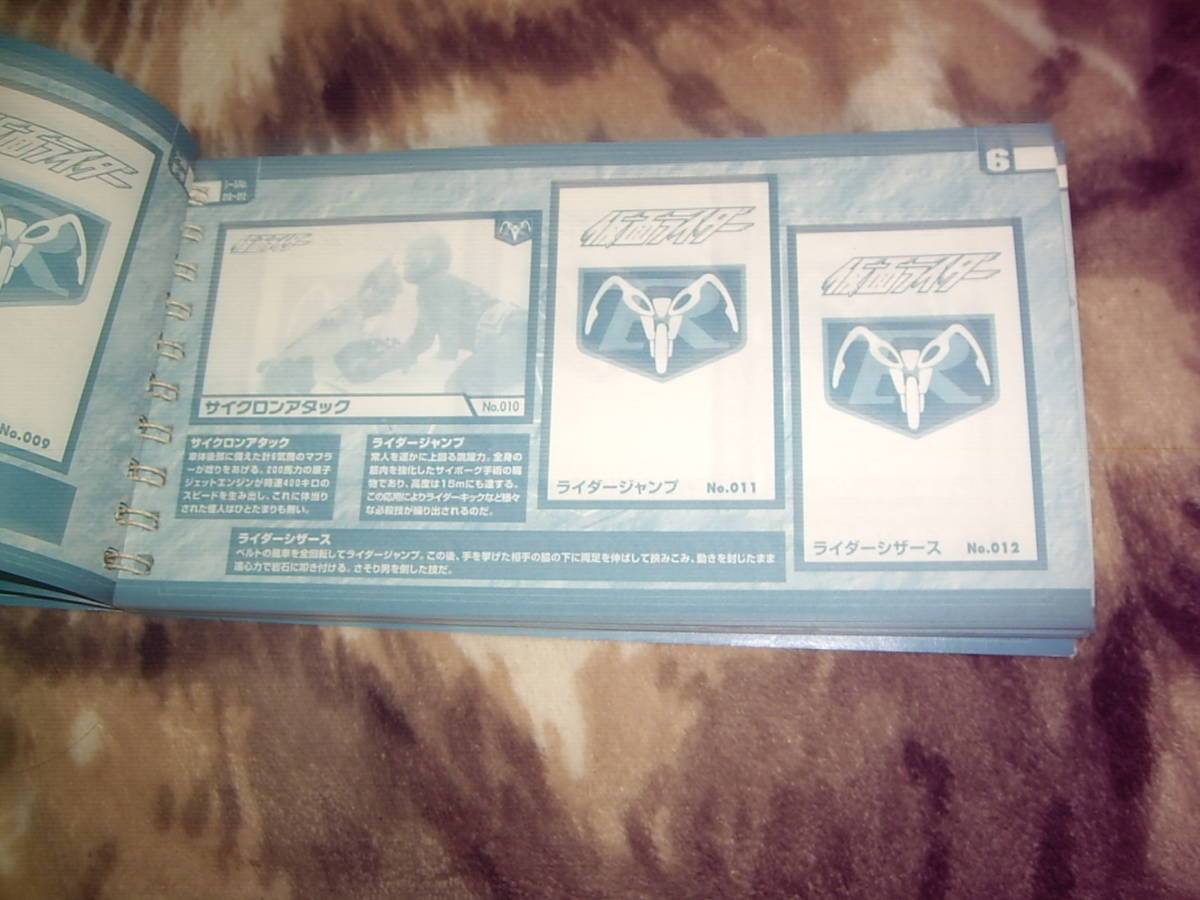 仮面ライダー
No.009
6
仮面ライダー
サイクロンアタック No.010
仮面ライダー
ライダージャンプ No.011
仮面ライダー
ライダーシザース No.012
サイクロンアタック
車体後部に備えた計6気筒のマフラ
ーが唸りをあげる。200馬力の原子
ジェットエンジンが時速400キロの
スピードを生み出し、これに体当り
された怪人はひとたまりも無い。
ライダージャンプ
常人を遥かに上回る跳躍力。全身の
筋肉を強化したサイボーグ手術の賜
物であり、高度は15mにも達する。
この応用によりライダーキックなど様々
な必殺技が繰り出されるのだ。
ライダーシザース
ベルトの風車を全回転してライダージャンプ。この後、手を挙げた相手の脇の下に両足を伸ばして挟みこみ、動きを封じたまま
遠心力で岩石に叩き付ける。さそり男を倒した技だ。